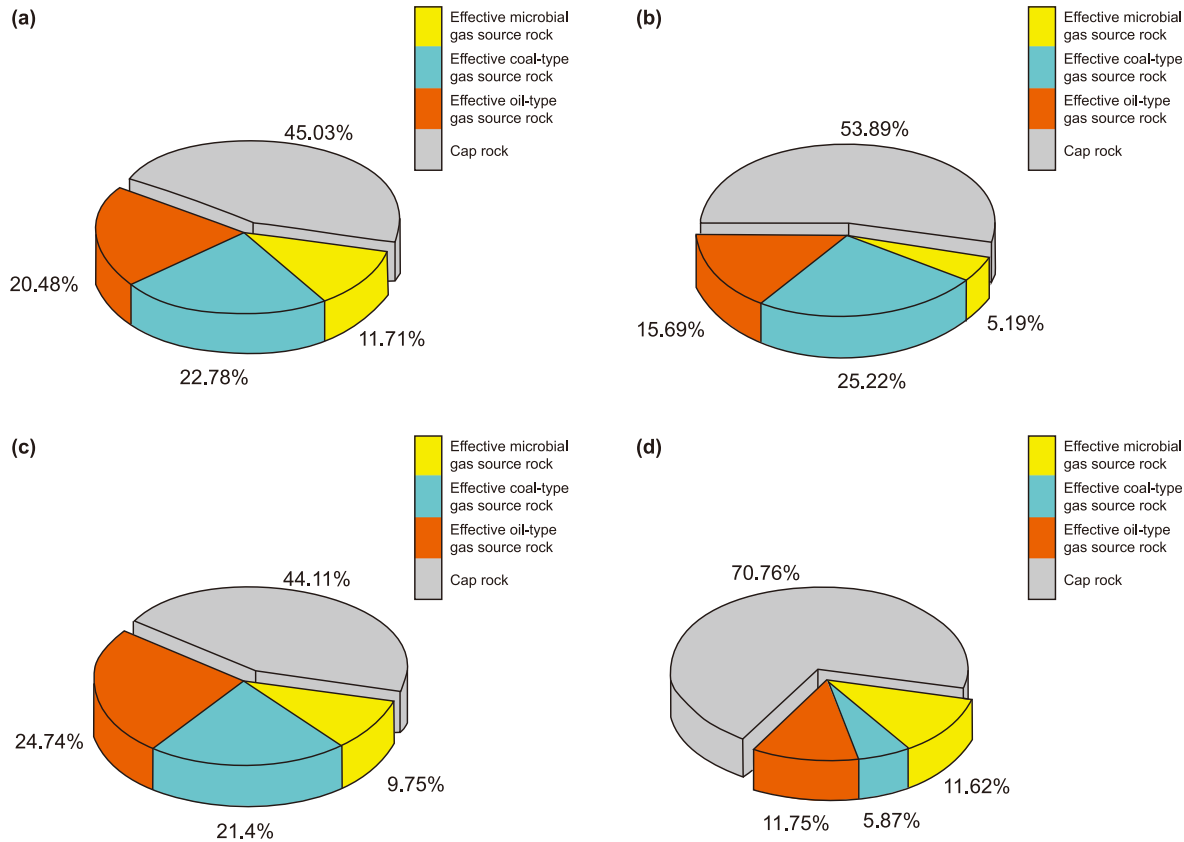 (a)
Effective microbial
gas source rock
Effective coal-type
gas source rock
Effective oil-type
gas source rock
Cap rock
45.03%
20.48%
11.71%
22.78%
(b)
Effective microbial
gas source rock
Effective coal-type
gas source rock
Effective oil-type
gas source rock
Cap rock
53.89%
15.69%
5.19%
25.22%
(c)
Effective microbial
gas source rock
Effective coal-type
gas source rock
Effective oil-type
gas source rock
Cap rock
44.11%
24.74%
9.75%
21.4%
(d)
Effective microbial
gas source rock
Effective coal-type
gas source rock
Effective oil-type
gas source rock
Cap rock
70.76%
11.62%
11.75%
5.87%